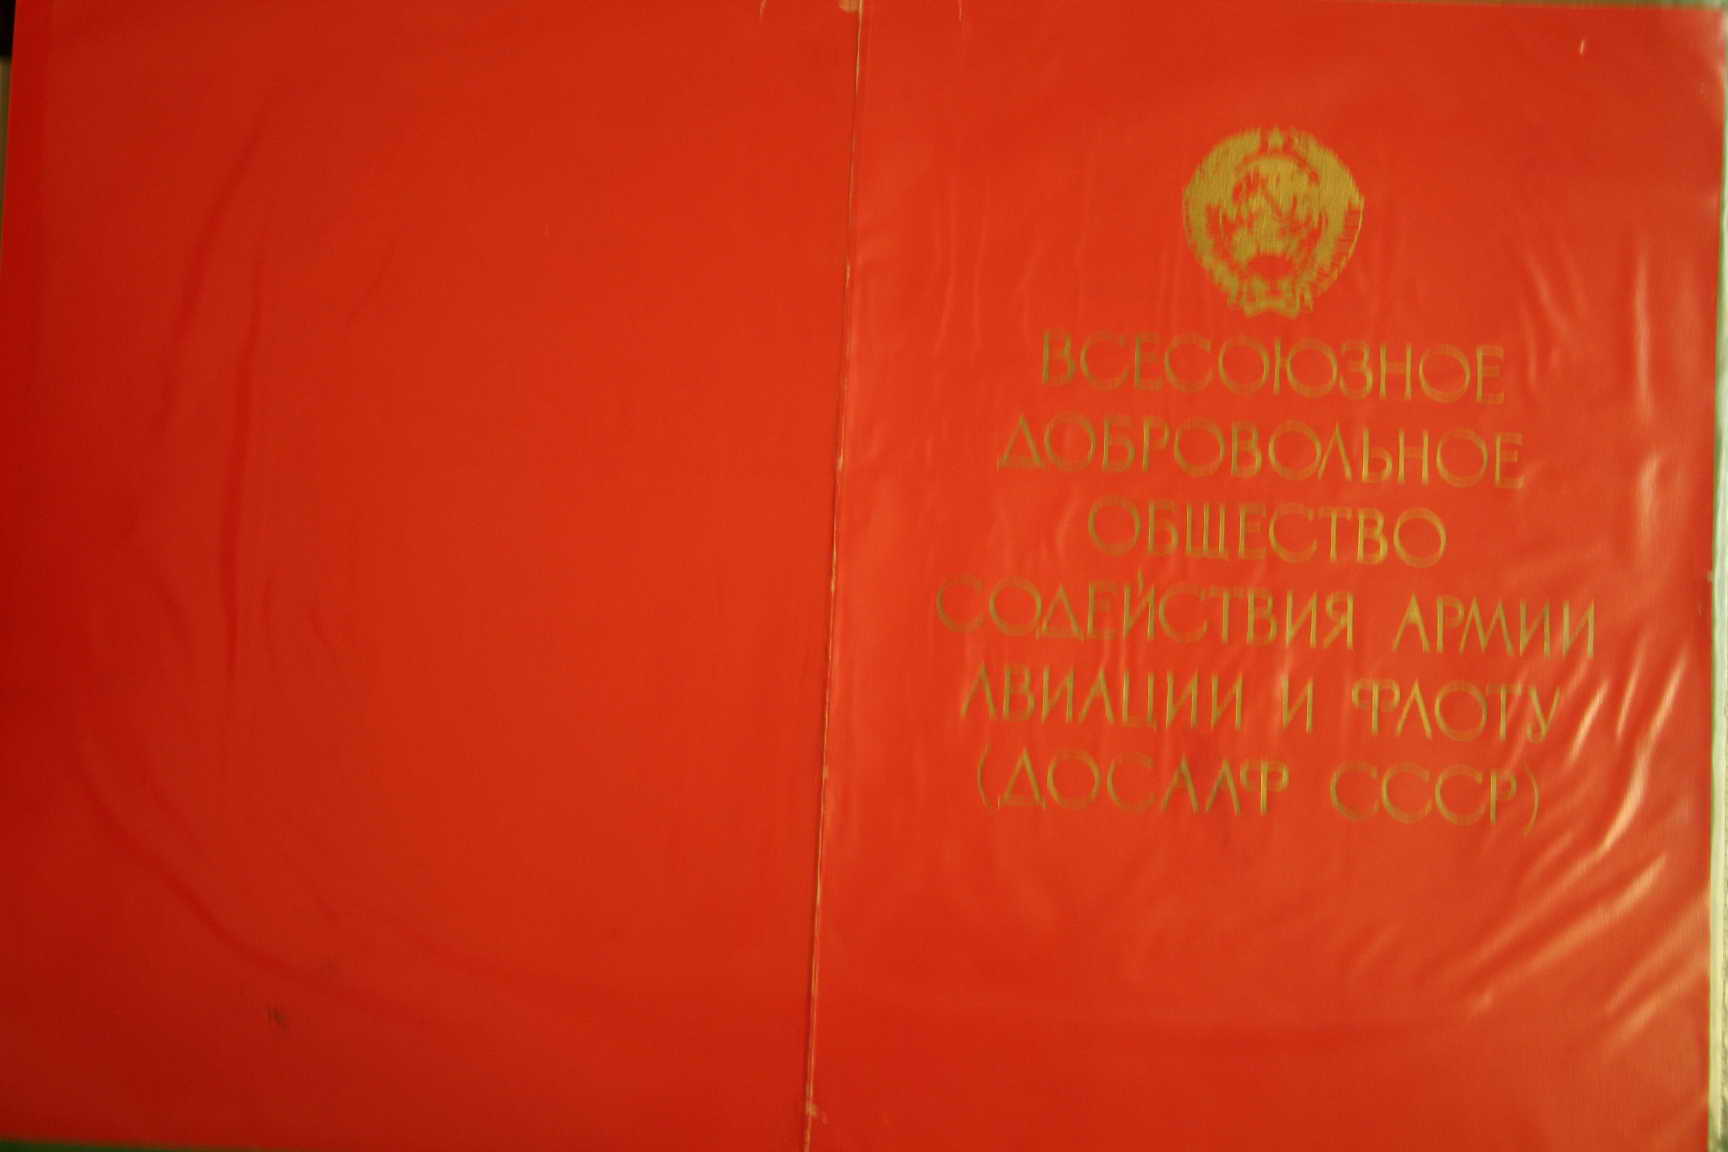 ВСЕСОЮЗНОЕ
ДОБРОВОЛЬНОЕ
ОБЩЕСТВО
СОДЕЙСТВИЯ АРМИИ
АВИАЦИИ И ФЛОТУ
(ДОСААФ СССР)